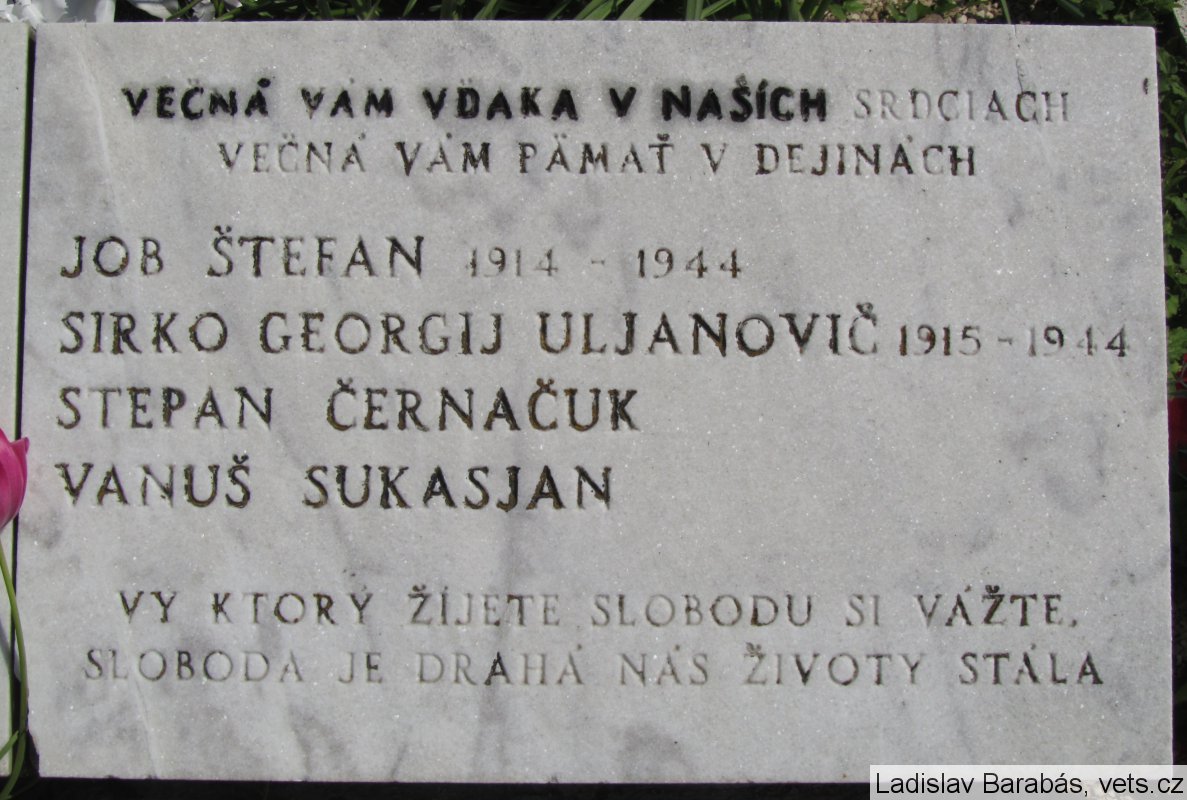 VEČNÁ VÁM VĎAKA V NAŠÍCH SRDCIACH
VEČNÁ VÁM PÄMAŤ V DEJINÁCH
JOB ŠTEFAN 1914 - 1944
SIRKO GEORGIJ ULJANOVIČ 1915 - 1944
STEPAN ČERNAČUK
VANUŠ SUKASJAN
VY KTORÝ ŽIJETE SLOBODU SI VÁŽTE.
SLOBODA JE DRAHÁ NÁS ŽIVOTY STÁLA
Ladislav Barabás, vets.cz